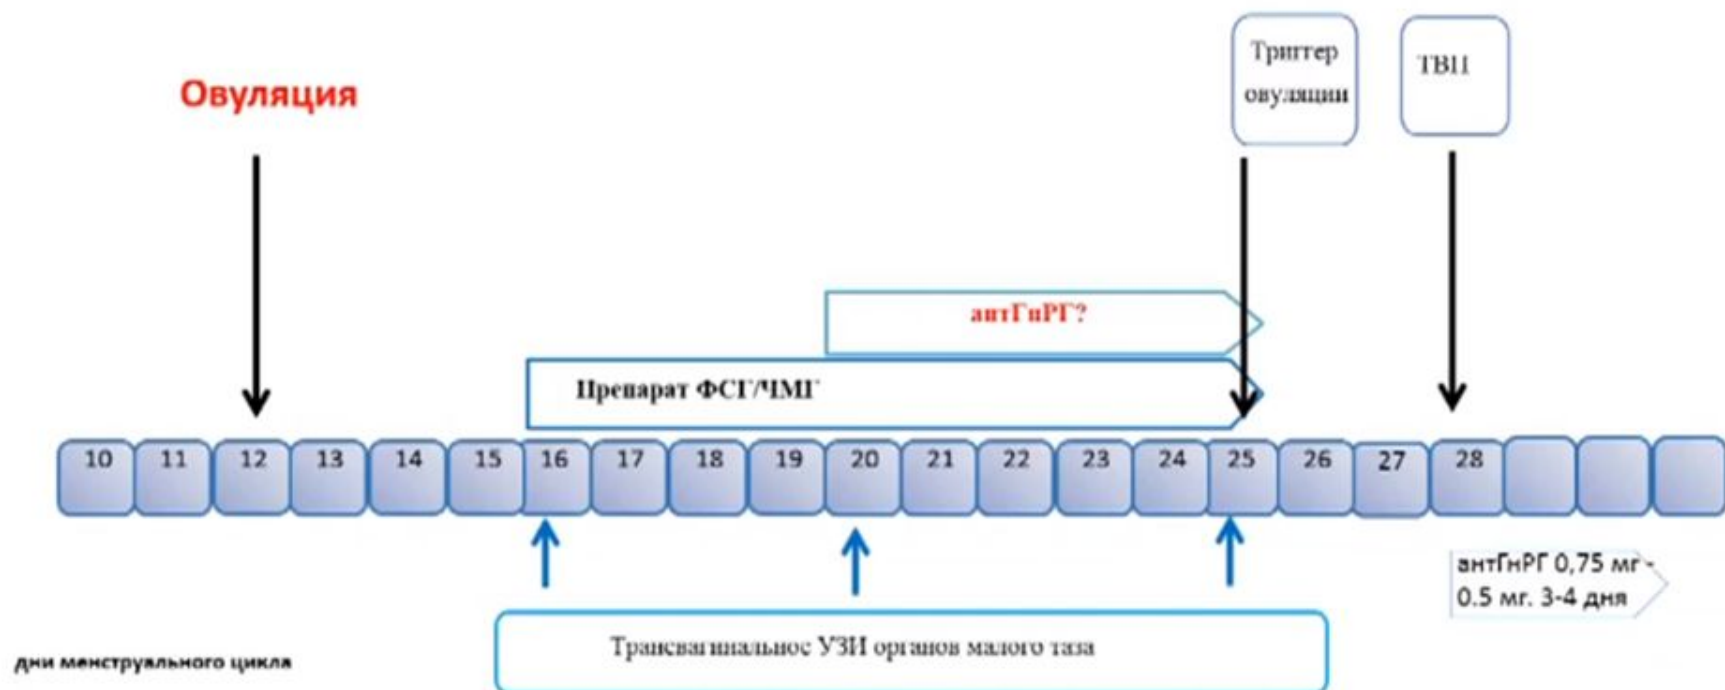 Овуляция
Триггер
овуляции
ТВП
антГнРГ?
Препарат ФСГ/ЧМГ
10 11 12 13 14 15 16 17 18 19 20 21 22 23 24 25 26 27 28
антГнРГ 0,75 мг -
0.5 мг. 3-4 дня
Трансвагинальное УЗИ органов малого таза
дни менструального цикла